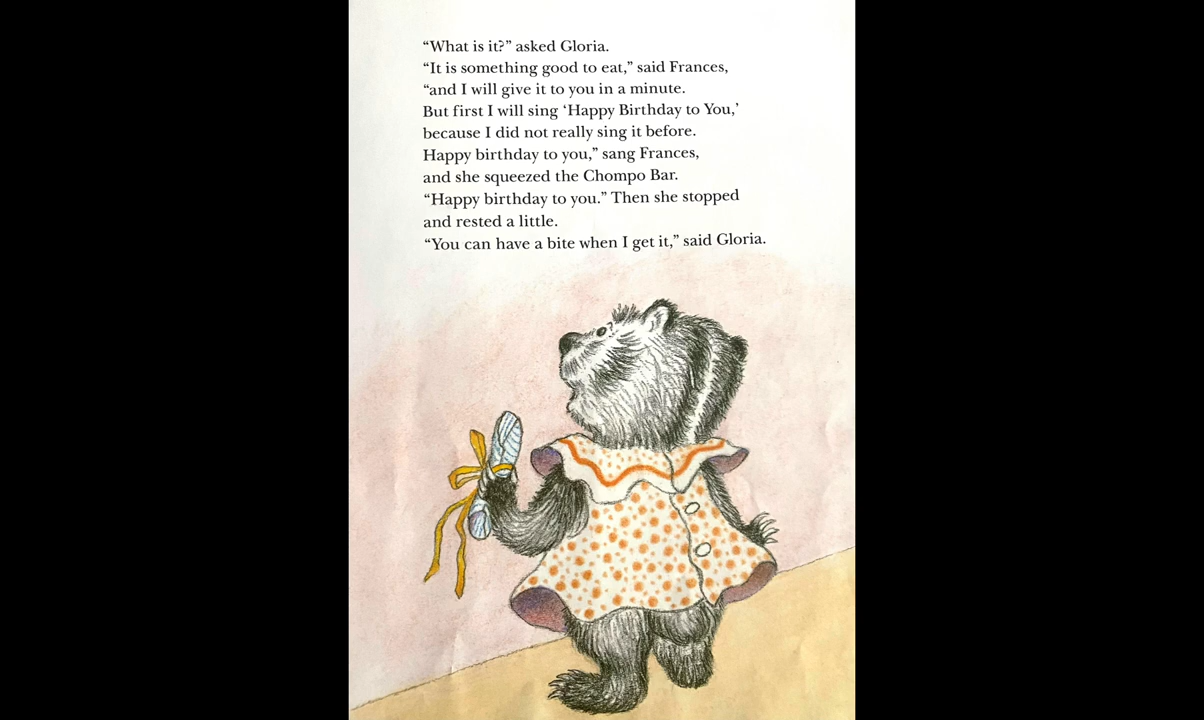 “What is it?” asked Gloria.
“It is something good to eat,” said Frances,
“and I will give it to you in a minute.
But first I will sing ‘Happy Birthday to You,’
because I did not really sing it before.
Happy birthday to you,” sang Frances,
and she squeezed the Chompo Bar.
“Happy birthday to you.” Then she stopped
and rested a little.
“You can have a bite when I get it,” said Gloria.